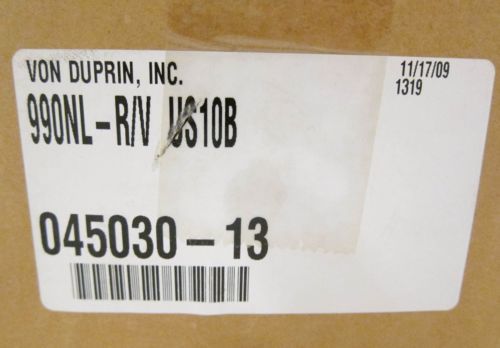 VON DUPRIN, INC.
11/17/09
1319
990NL-R/V US10B
045030-13